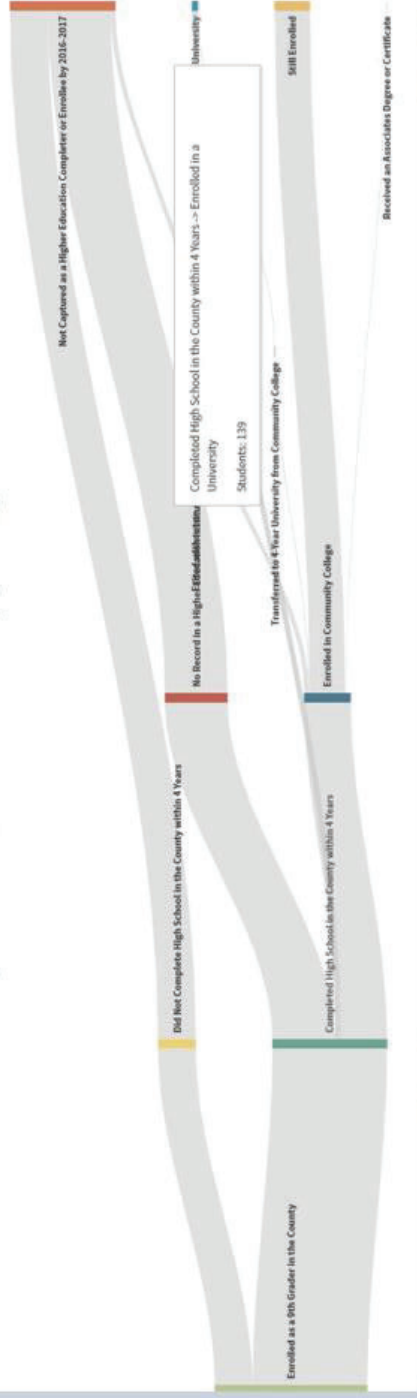 Enrolled as a 9th Grader in the County
Did Not Complete High School in the County within 4 Years
Completed High School in the County within 4 Years
No Record in a Higher
Enrolled in Community College
Transferred to 4-Year University from Community College
Completed High School in the County within 4 Years -> Enrolled in a
University
Students: 139
Not Captured as a Higher Education Completer or Enrollee by 2016-2017
University
Still Enrolled
Received an Associates Degree or Certificate